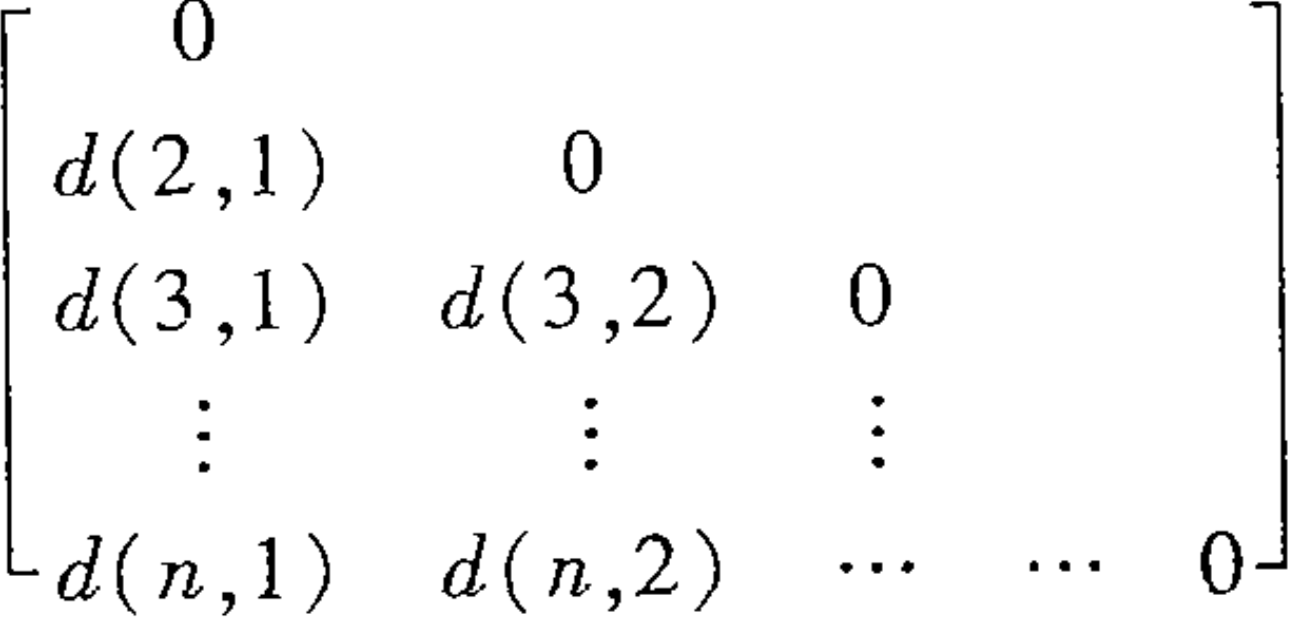 0
d(2,1) 0
d(3,1) d(3,2) 0
⋮ ⋮ ⋮
d(n,1) d(n,2) ⋯ ⋯ 0